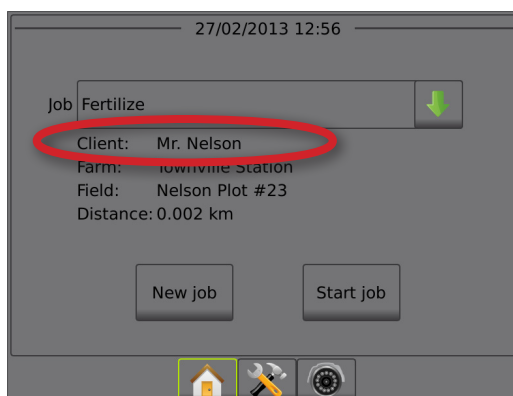 27/02/2013 12:56
Job Fertilize
Client: Mr. Nelson
Farm: Townville Station
Field: Nelson Plot #23
Distance: 0.002 km
New job Start job